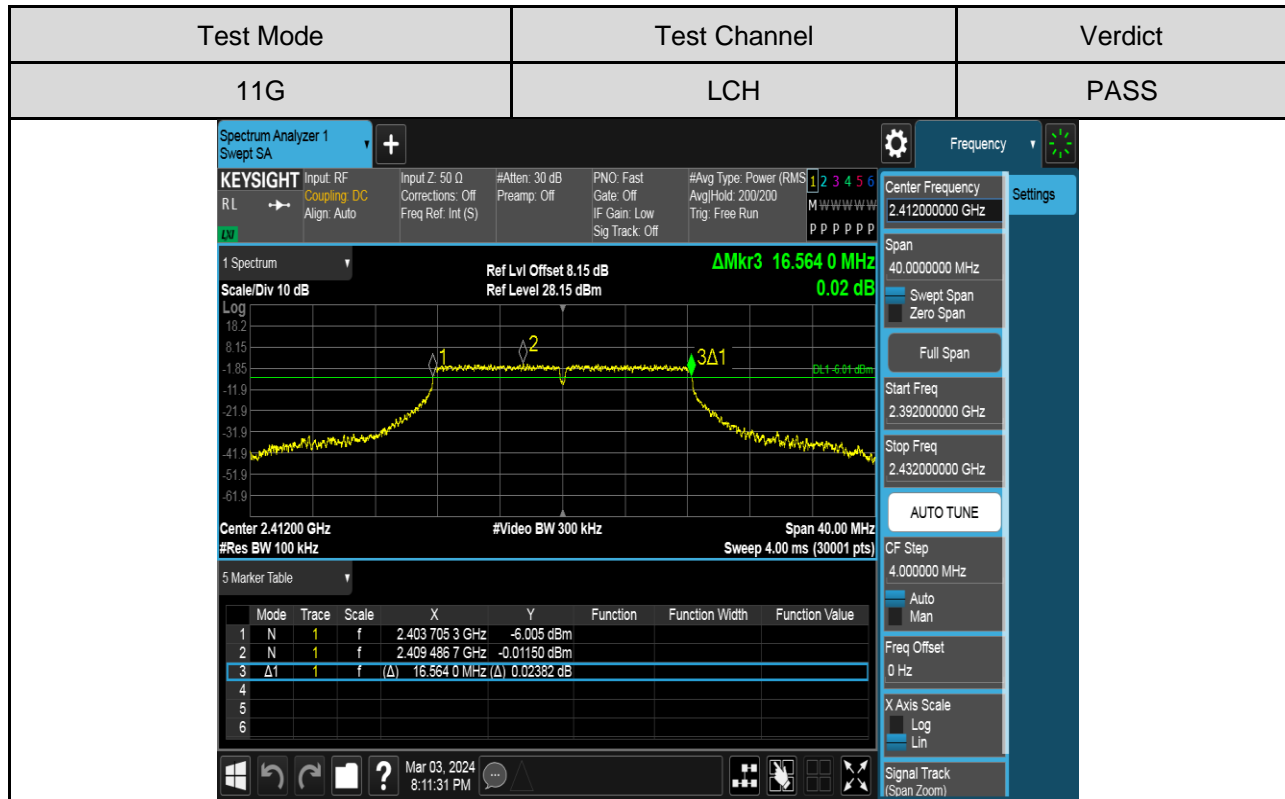 Test Mode Test Channel Verdict
11G LCH PASS
Spectrum Analyzer 1
Swept SA
+
Frequency
KEYSIGHT
RL
LXI
Input: RF
Coupling: DC
Align: Auto
Input Z: 50 Ω
Corrections: Off
Freq Ref: Int (S)
#Atten: 30 dB
Preamp: Off
PNO: Fast
Gate: Off
IF Gain: Low
Sig Track: Off
#Avg Type: Power (RMS
Avg|Hold: 200/200
Trig: Free Run
1 2 3 4 5 6
M W W W W W
P P P P P P
1 Spectrum
Scale/Div 10 dB
Ref Lvl Offset 8.15 dB
Ref Level 28.15 dBm
ΔMkr3 16.564 0 MHz
0.02 dB
Log
18.2
8.15
-1.85
-11.9
-21.9
-31.9
-41.9
-51.9
-61.9
1
2
3Δ1
DL1 -6.01 dBm
Center 2.41200 GHz #Video BW 300 kHz Span 40.00 MHz
#Res BW 100 kHz Sweep 4.00 ms (30001 pts)
5 Marker Table
Mode Trace Scale X Y Function Function Width Function Value
1 N 1 f 2.403 705 3 GHz -6.005 dBm
2 N 1 f 2.409 486 7 GHz -0.01150 dBm
3 Δ1 1 f (Δ) 16.564 0 MHz (Δ) 0.02382 dB
4
5
6
?
Mar 03, 2024
8:11:31 PM
Center Frequency
2.412000000 GHz
Settings
Span
40.0000000 MHz
Swept Span
Zero Span
Full Span
Start Freq
2.392000000 GHz
Stop Freq
2.432000000 GHz
AUTO TUNE
CF Step
4.000000 MHz
Auto
Man
Freq Offset
0 Hz
X Axis Scale
Log
Lin
Signal Track
(Span Zoom)